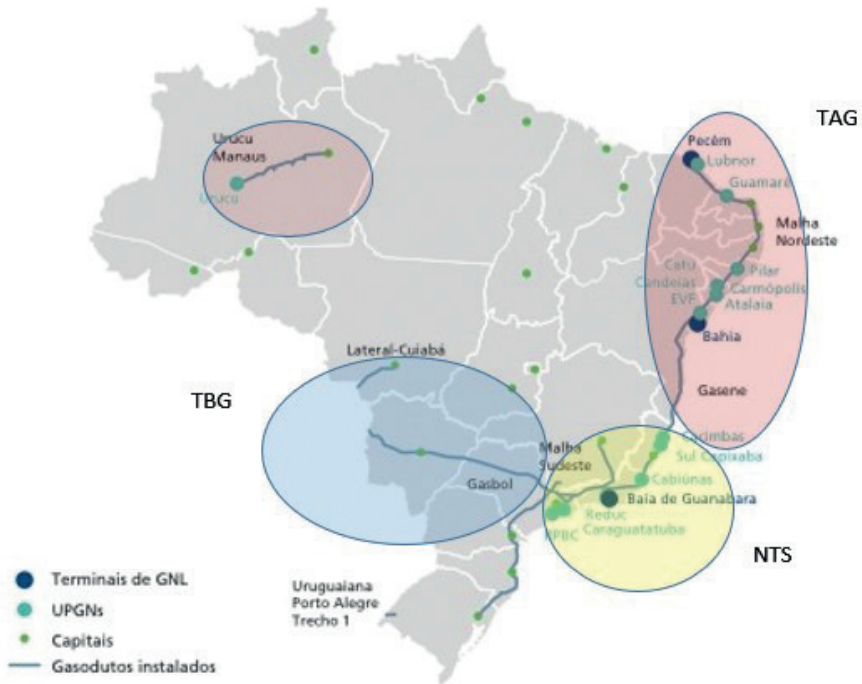 TAG
Urucu
Manaus
Urucu
Pecém
Lubnor
Guamaré
Malha
Nordeste
Pilar
Catu
Candeias
EVF
Carmópolis
Atalaia
Bahia
Gasene
Lateral-Cuiabá
TBG
Gasbol
Malha
Sudeste
Cacimbas
Sul Capixaba
Cabiúnas
Baia de Guanabara
Reduc
Caraguatatuba
RPBC
NTS
Uruguaiana
Porto Alegre
Trecho 1
Terminais de GNL
UPGNs
Capitais
Gasodutos instalados